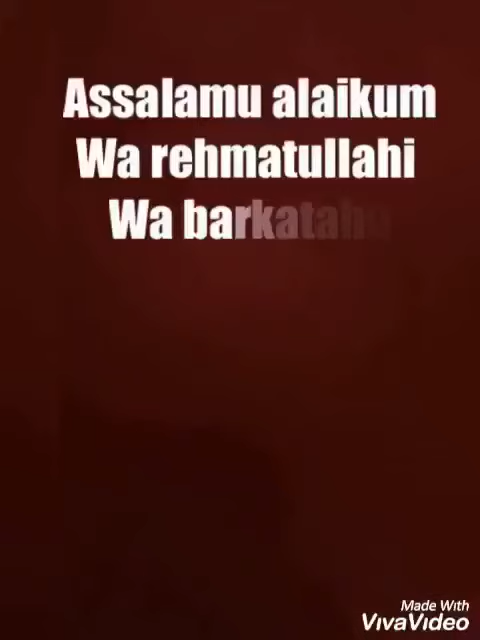 Assalamu alaikum
Wa rehmatullahi
Wa barkatahu
Made With
VivaVideo